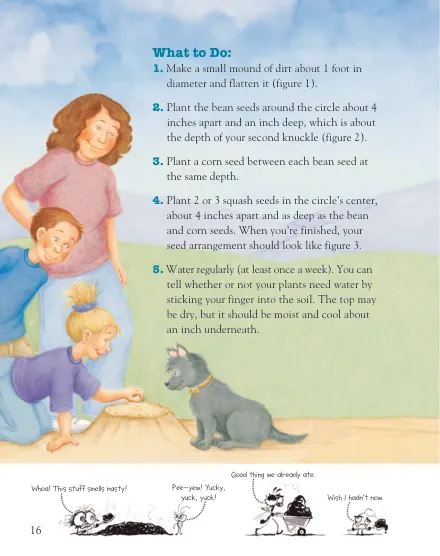 What to Do:
1. Make a small mound of dirt about 1 foot in
diameter and flatten it (figure 1).
2. Plant the bean seeds around the circle about 4
inches apart and an inch deep, which is about
the depth of your second knuckle (figure 2).
3. Plant a corn seed between each bean seed at
the same depth.
4. Plant 2 or 3 squash seeds in the circle's center,
about 4 inches apart and as deep as the bean
and corn seeds. When you're finished, your
seed arrangement should look like figure 3.
5. Water regularly (at least once a week). You can
tell whether or not your plants need water by
sticking your finger into the soil. The top may
be dry, but it should be moist and cool about
an inch underneath.
Whoa! This stuff smells nasty!
Pee-yew! Yucky,
yuck, yuck!
Good thing we already ate.
Wish I hadn't now.
16